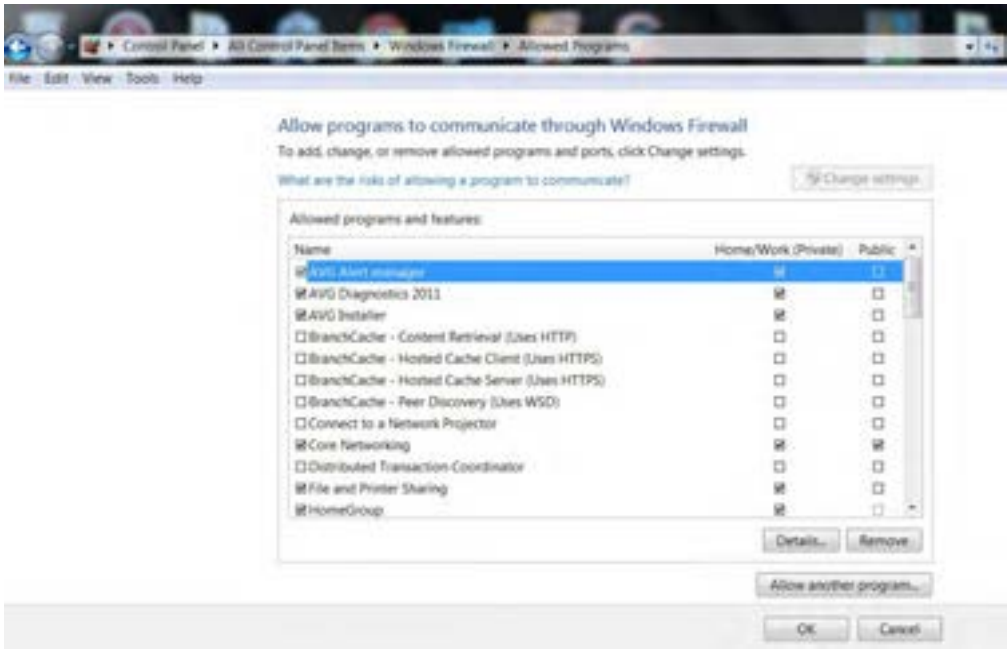 Control Panel ▸ All Control Panel Items ▸ Windows Firewall ▸ Allowed Programs
File Edit View Tools Help
Allow programs to communicate through Windows Firewall
To add, change, or remove allowed programs and ports, click Change settings.
What are the risks of allowing a program to communicate?
Change settings
Allowed programs and features:
Name Home/Work (Private) Public
AVG Alert manager
AVG Diagnostics 2011
AVG Installer
BranchCache - Content Retrieval (Uses HTTP)
BranchCache - Hosted Cache Client (Uses HTTPS)
BranchCache - Hosted Cache Server (Uses HTTPS)
BranchCache - Peer Discovery (Uses WSD)
Connect to a Network Projector
Core Networking
Distributed Transaction Coordinator
File and Printer Sharing
HomeGroup
Details... Remove
Allow another program...
OK Cancel